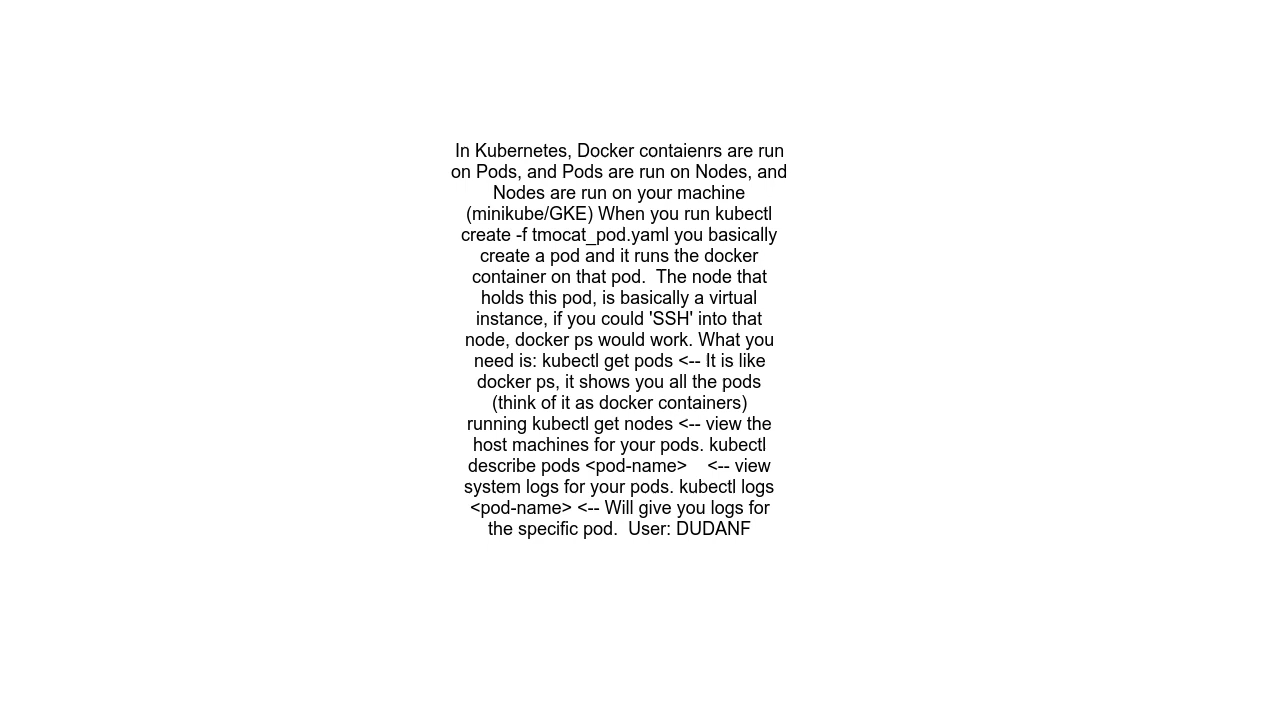 In Kubernetes, Docker contaienrs are run
on Pods, and Pods are run on Nodes, and
Nodes are run on your machine
(minikube/GKE) When you run kubectl
create -f tmocat_pod.yaml you basically
create a pod and it runs the docker
container on that pod.  The node that
holds this pod, is basically a virtual
instance, if you could 'SSH' into that
node, docker ps would work. What you
need is: kubectl get pods <-- It is like
docker ps, it shows you all the pods
(think of it as docker containers)
running kubectl get nodes <-- view the
host machines for your pods. kubectl
describe pods <pod-name>    <-- view
system logs for your pods. kubectl logs
<pod-name> <-- Will give you logs for
the specific pod.  User: DUDANF